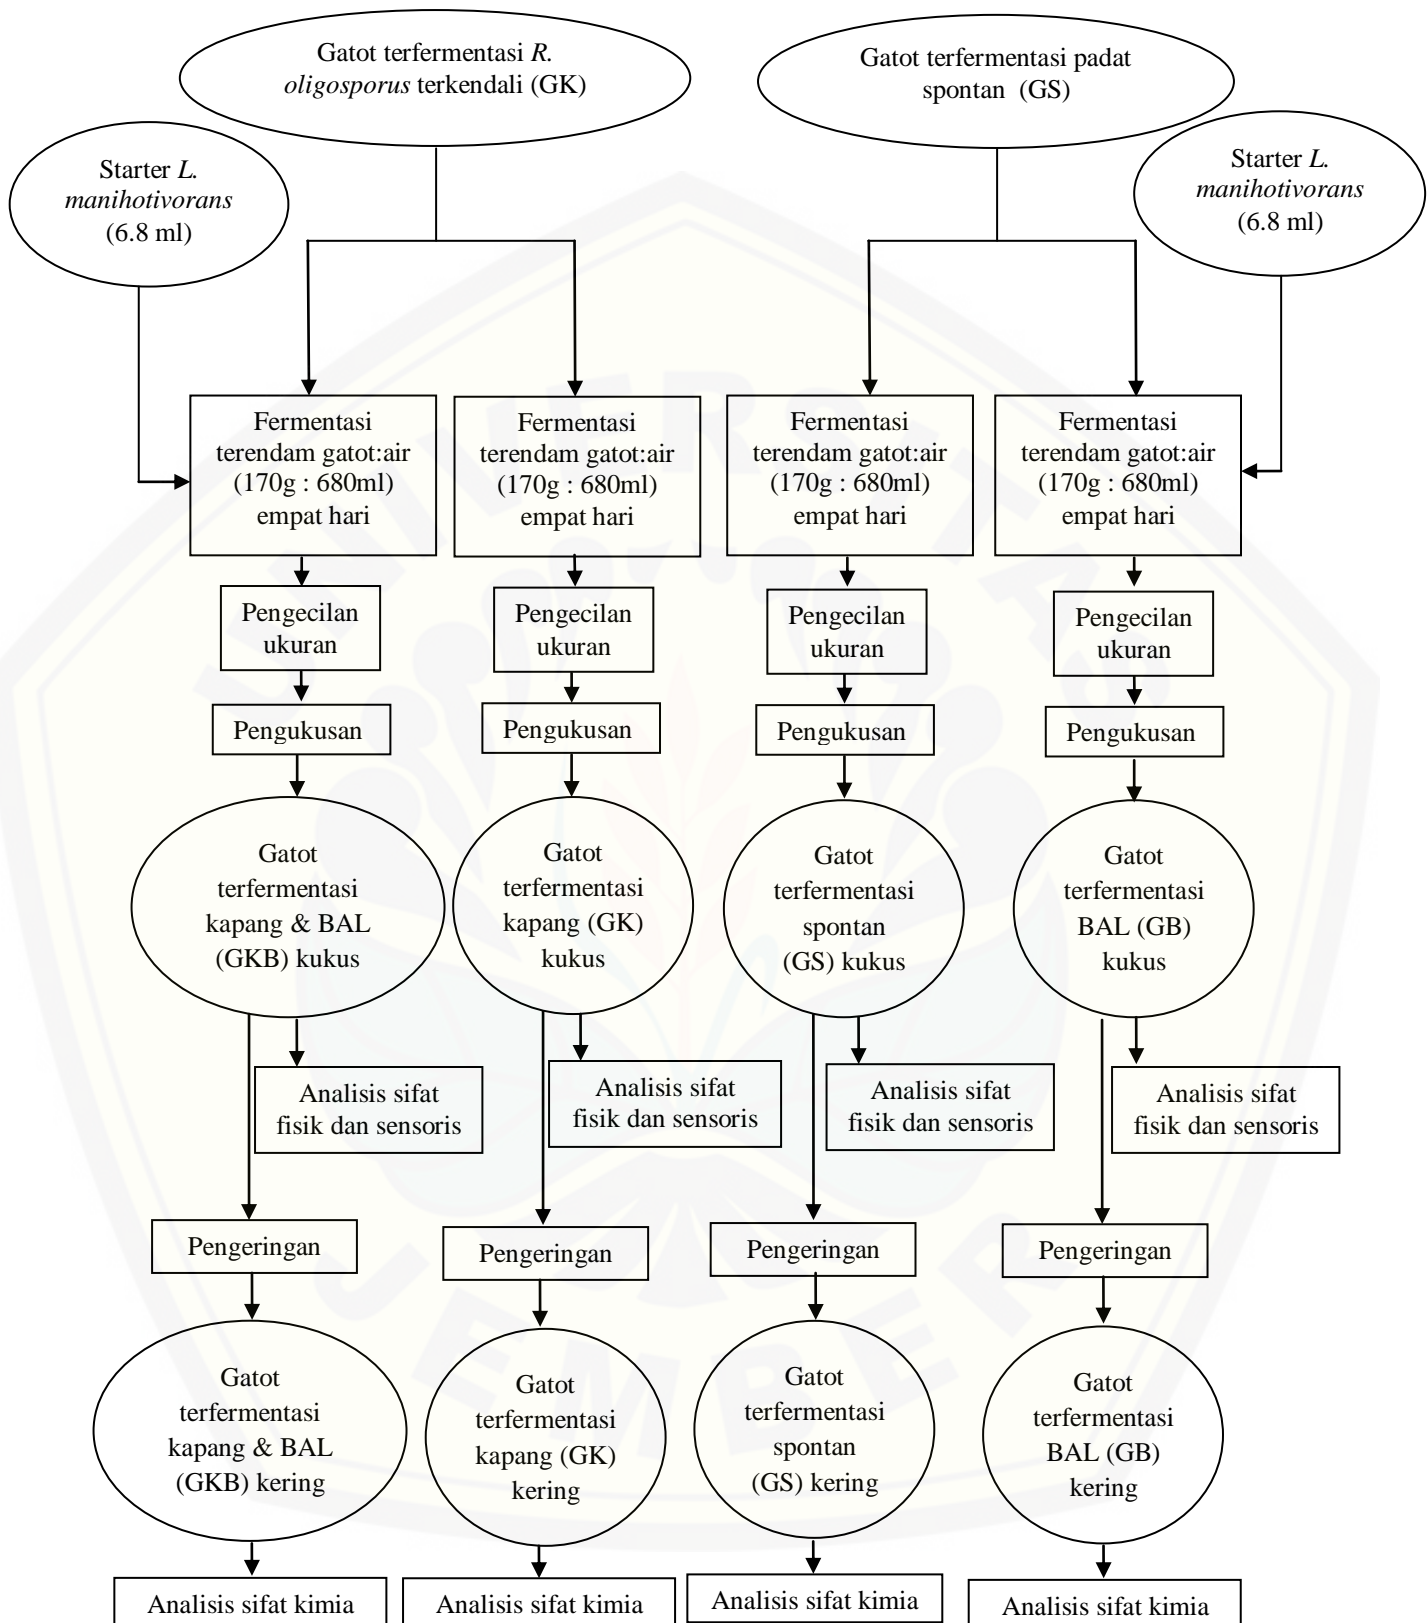 Gatot terfermentasi R.
oligosporus terkendali (GK)
Gatot terfermentasi padat
spontan (GS)
Starter L.
manihotivorans
(6.8 ml)
Starter L.
manihotivorans
(6.8 ml)
Fermentasi
terendam gatot:air
(170g : 680ml)
empat hari
Fermentasi
terendam gatot:air
(170g : 680ml)
empat hari
Fermentasi
terendam gatot:air
(170g : 680ml)
empat hari
Fermentasi
terendam gatot:air
(170g : 680ml)
empat hari
Pengecilan
ukuran
Pengecilan
ukuran
Pengecilan
ukuran
Pengecilan
ukuran
Pengukusan
Pengukusan
Pengukusan
Pengukusan
Gatot
terfermentasi
kapang & BAL
(GKB) kukus
Gatot
terfermentasi
kapang (GK)
kukus
Gatot
terfermentasi
spontan
(GS) kukus
Gatot
terfermentasi
BAL (GB)
kukus
Analisis sifat
fisik dan sensoris
Analisis sifat
fisik dan sensoris
Analisis sifat
fisik dan sensoris
Analisis sifat
fisik dan sensoris
Pengeringan
Pengeringan
Pengeringan
Pengeringan
Gatot
terfermentasi
kapang & BAL
(GKB) kering
Gatot
terfermentasi
kapang (GK)
kering
Gatot
terfermentasi
spontan
(GS) kering
Gatot
terfermentasi
BAL (GB)
kering
Analisis sifat kimia
Analisis sifat kimia
Analisis sifat kimia
Analisis sifat kimia
UNIVERSITAS
JEMBER